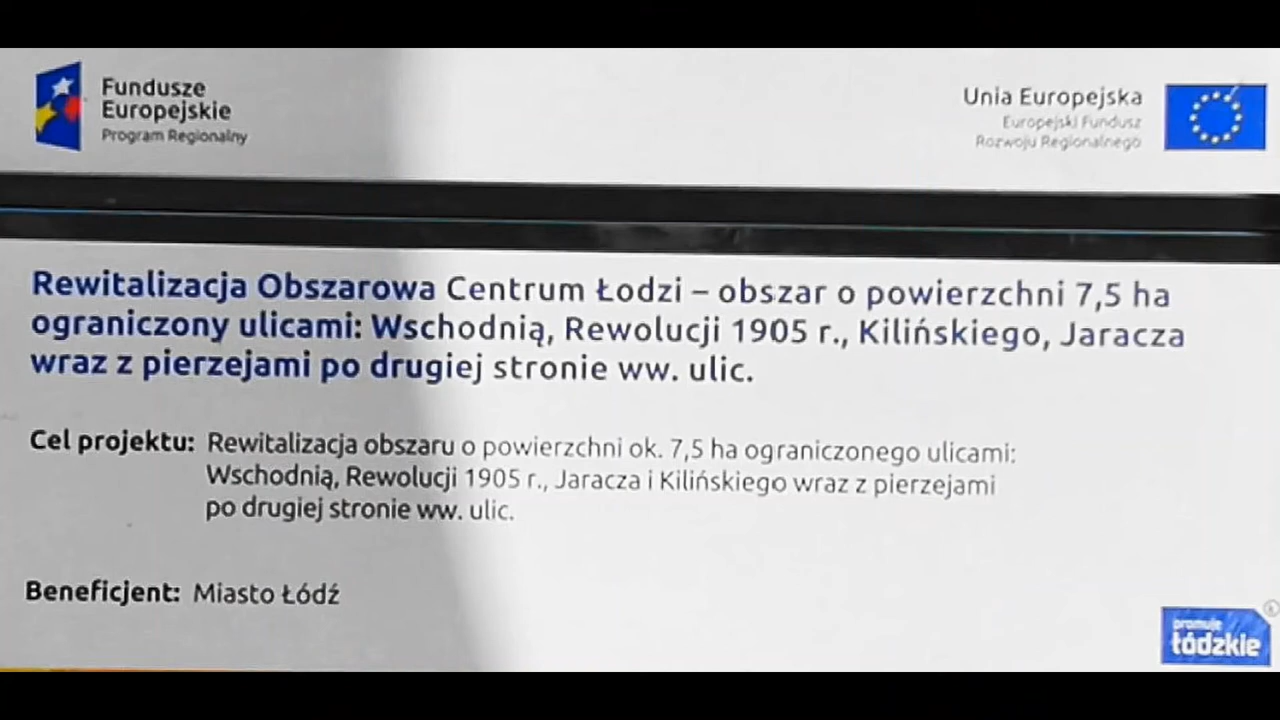 Fundusze
Europejskie
Program Regionalny
Unia Europejska
Europejski Fundusz
Rozwoju Regionalnego
Rewitalizacja Obszarowa Centrum Łodzi – obszar o powierzchni 7,5 ha
ograniczony ulicami: Wschodnią, Rewolucji 1905 r., Kilińskiego, Jaracza
wraz z pierzejami po drugiej stronie ww. ulic.
Cel projektu: Rewitalizacja obszaru o powierzchni ok. 7,5 ha ograniczonego ulicami:
Wschodnią, Rewolucji 1905 r., Jaracza i Kilińskiego wraz z pierzejami
po drugiej stronie ww. ulic.
Beneficjent: Miasto Łódź
promuje
łódzkie